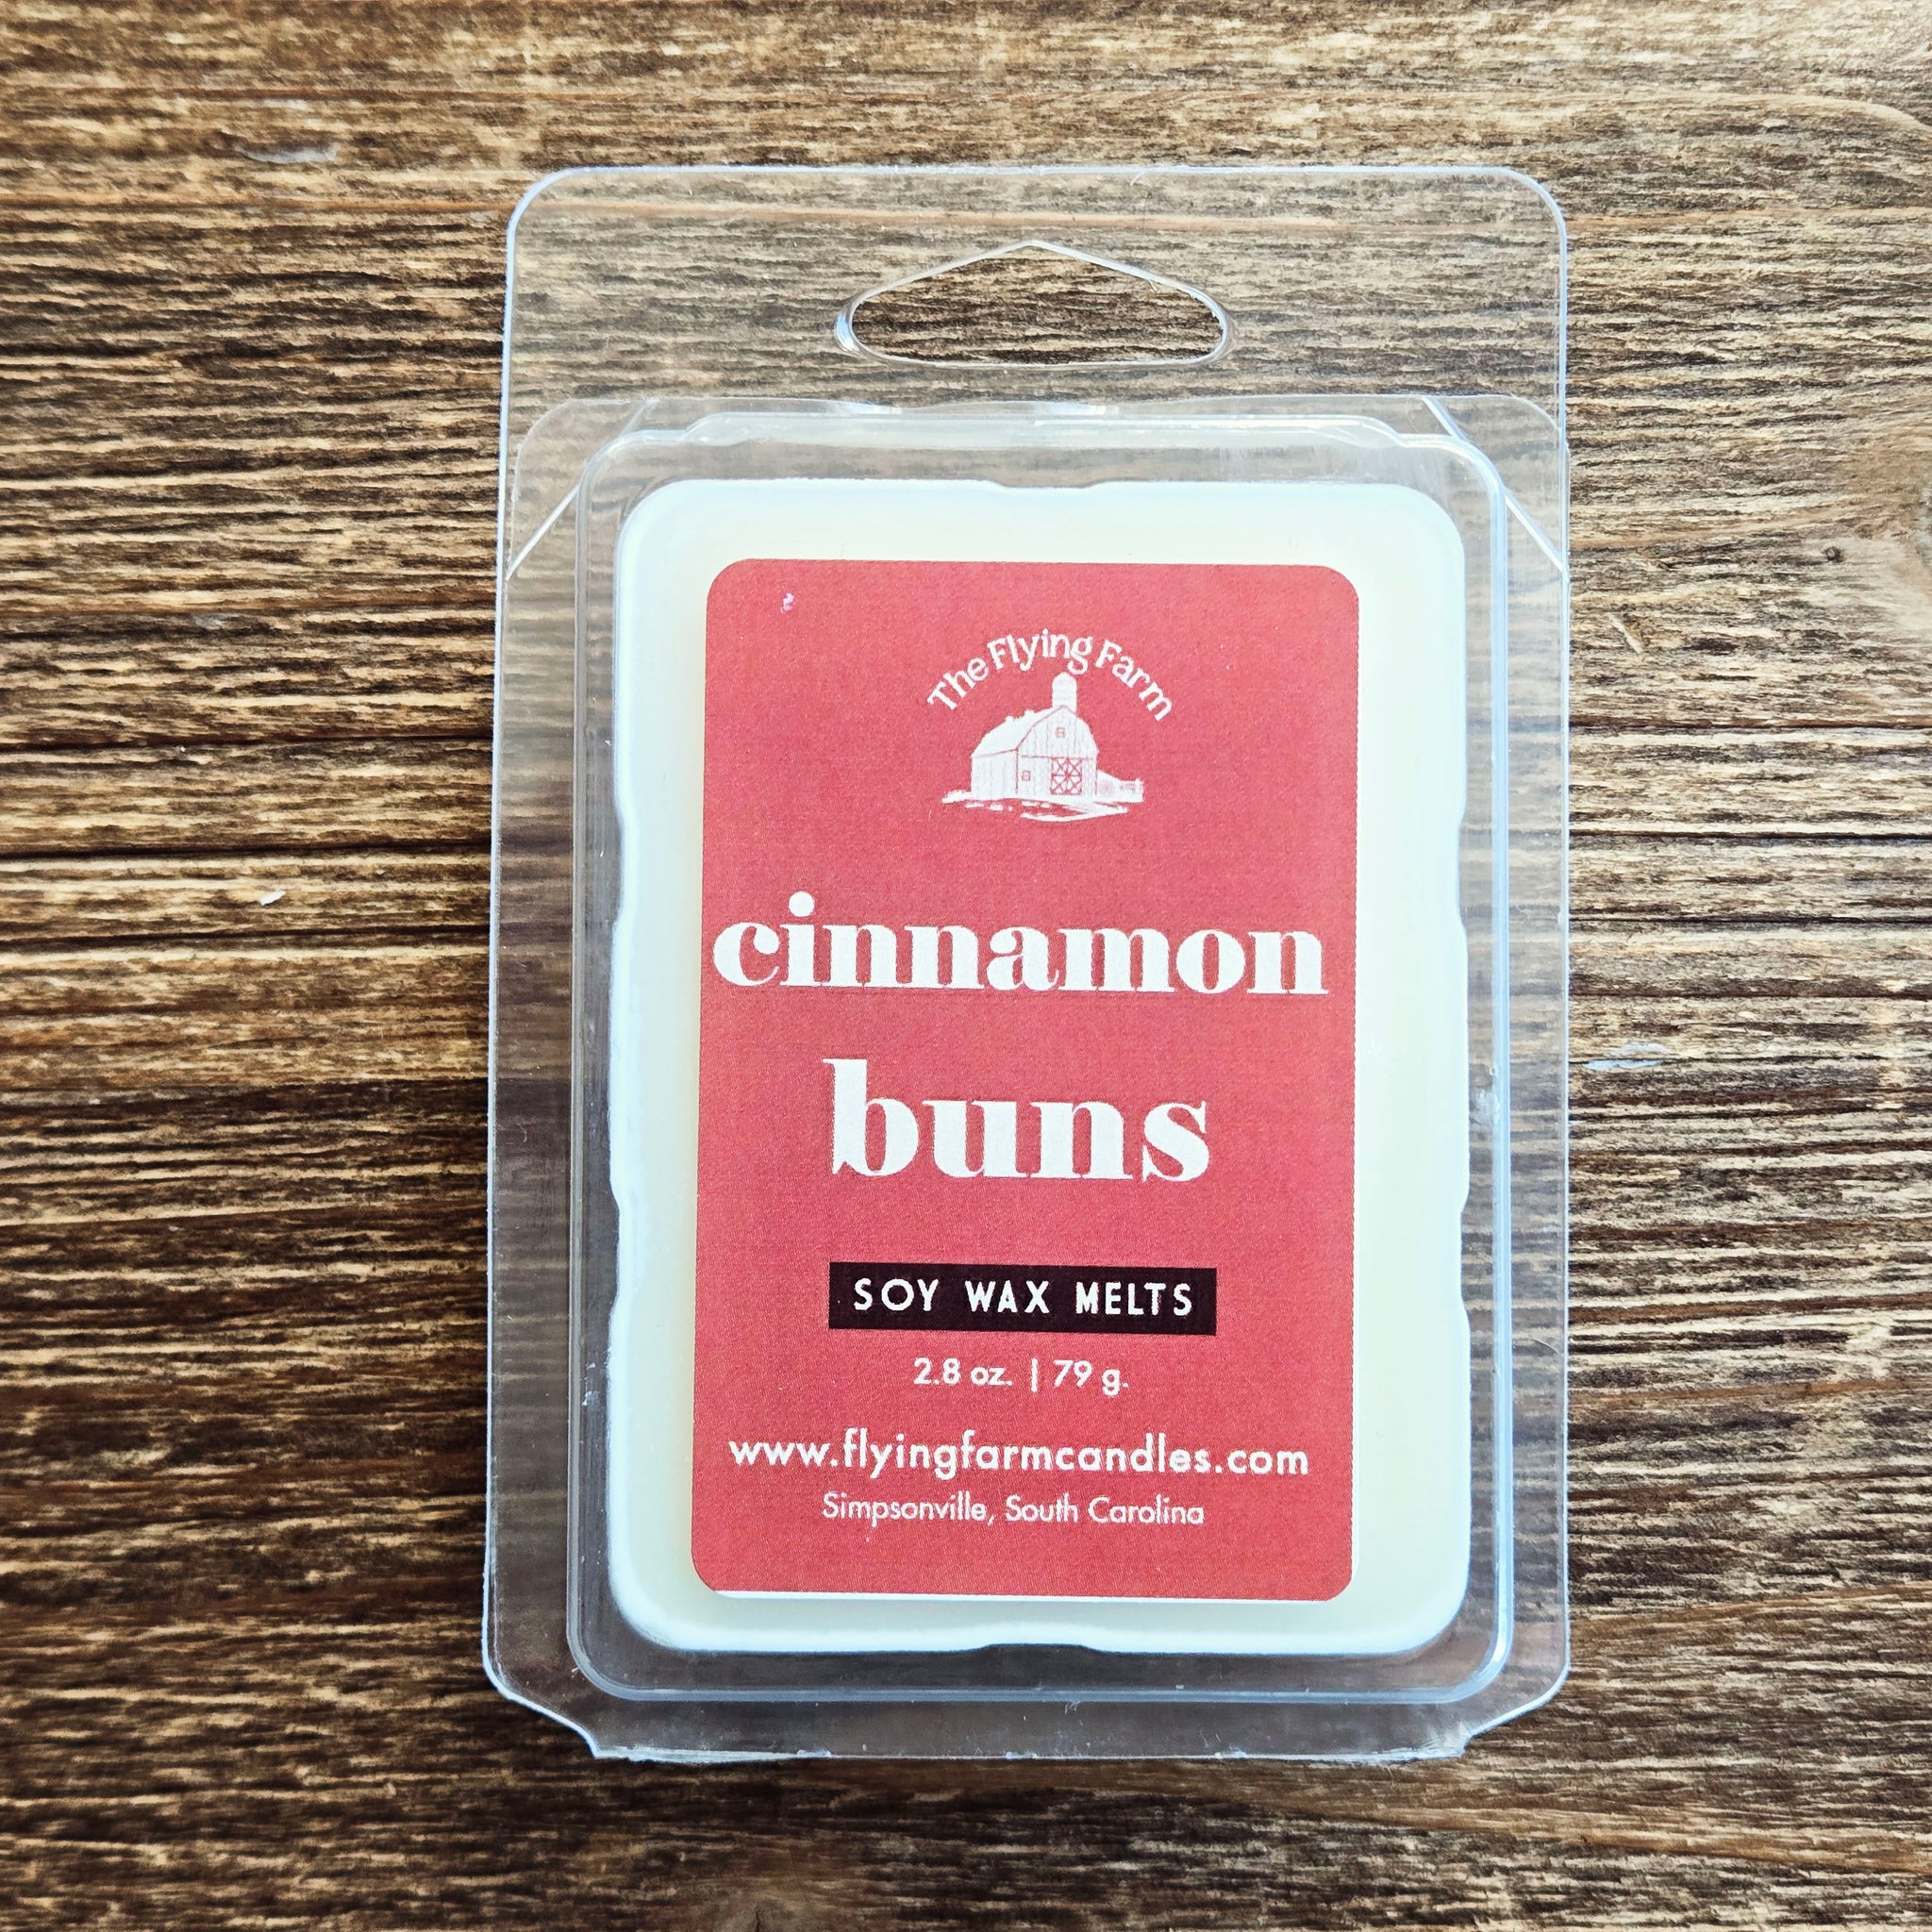 The Flying Farm
cinnamon
buns
SOY WAX MELTS
2.8 oz. | 79 g.
www.flyingfarmcandles.com
Simpsonville, South Carolina